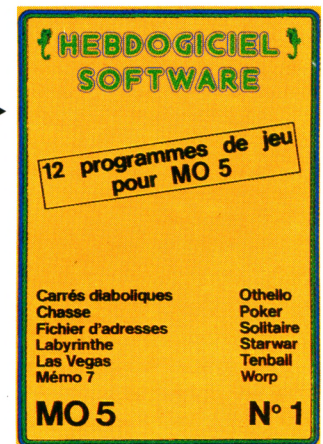 HEBDOGICIEL
SOFTWARE
12 programmes de jeu
pour MO 5
Carrés diaboliques
Chasse
Fichier d'adresses
Labyrinthe
Las Vegas
Mémo 7
Othello
Poker
Solitaire
Starwar
Tenball
Worp
MO 5
N° 1